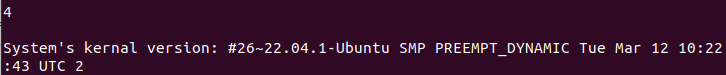 4
System's kernal version: #26~22.04.1-Ubuntu SMP PREEMPT_DYNAMIC Tue Mar 12 10:22
:43 UTC 2